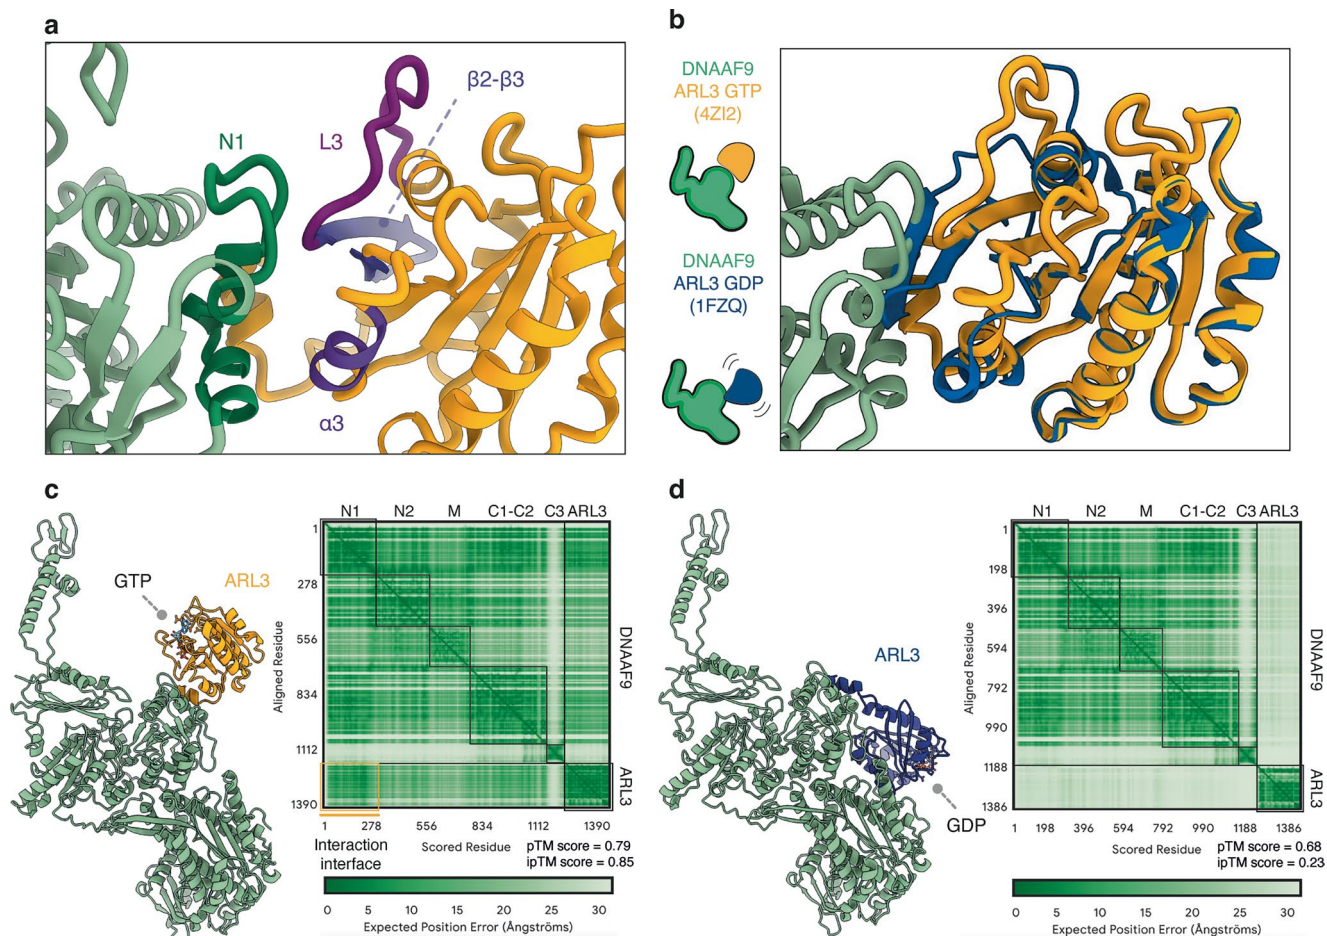 a
N1
L3
β2-β3
α3
b
DNAAF9
ARL3 GTP
(4ZI2)
DNAAF9
ARL3 GDP
(1FZQ)
c
GTP
ARL3
N1 N2 M C1-C2 C3 ARL3
1
278
556
834
1112
1390
Aligned Residue
DNAAF9
ARL3
1 278 556 834 1112 1390
Interaction
interface
Scored Residue
pTM score = 0.79
ipTM score = 0.85
0 5 10 15 20 25 30
Expected Position Error (Ångströms)
d
ARL3
GDP
N1 N2 M C1-C2 C3 ARL3
1
198
396
594
792
990
1188
1386
Aligned Residue
DNAAF9
ARL3
1 198 396 594 792 990 1188 1386
Scored Residue
pTM score = 0.68
ipTM score = 0.23
0 5 10 15 20 25 30
Expected Position Error (Ångströms)